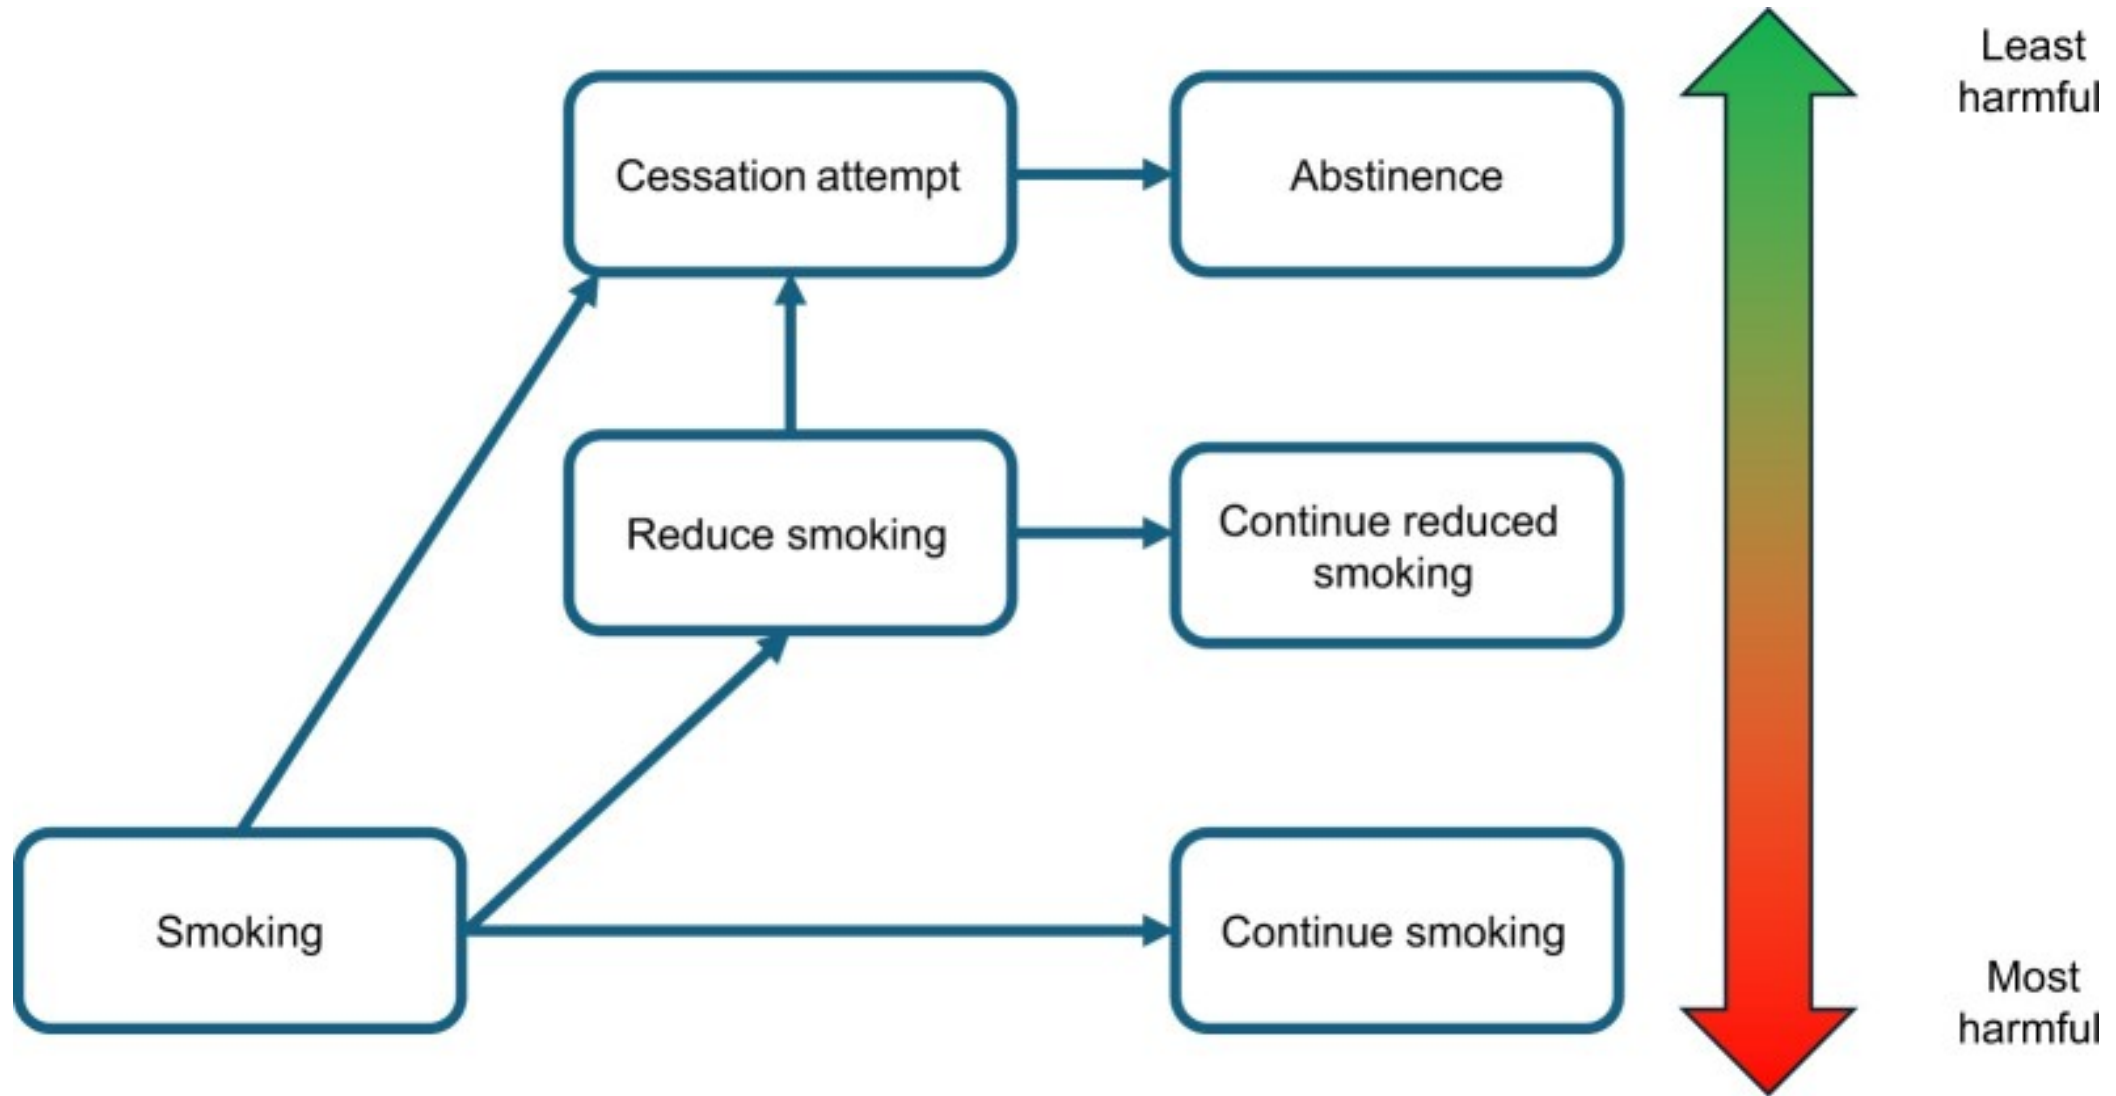 Least
harmful
Cessation attempt
Abstinence
Reduce smoking
Continue reduced
smoking
Smoking
Continue smoking
Most
harmful